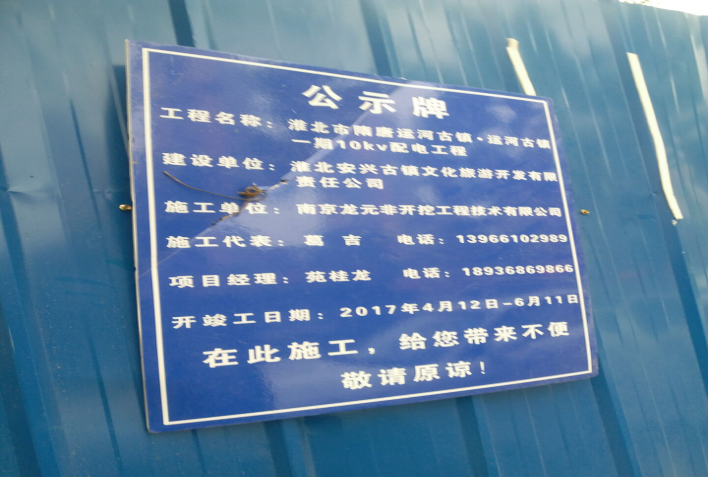 公示牌
工程名称：淮北市隋唐运河古镇·运河古镇
一期10kv配电工程
建设单位：淮北安兴古镇文化旅游开发有限
责任公司
施工单位：南京龙元非开挖工程技术有限公司
施工代表：葛 吉 电话：13966102989
项目经理：苑桂龙 电话：18936869866
开竣工日期：2017年4月12日-6月11日
在此施工，给您带来不便
敬请原谅！